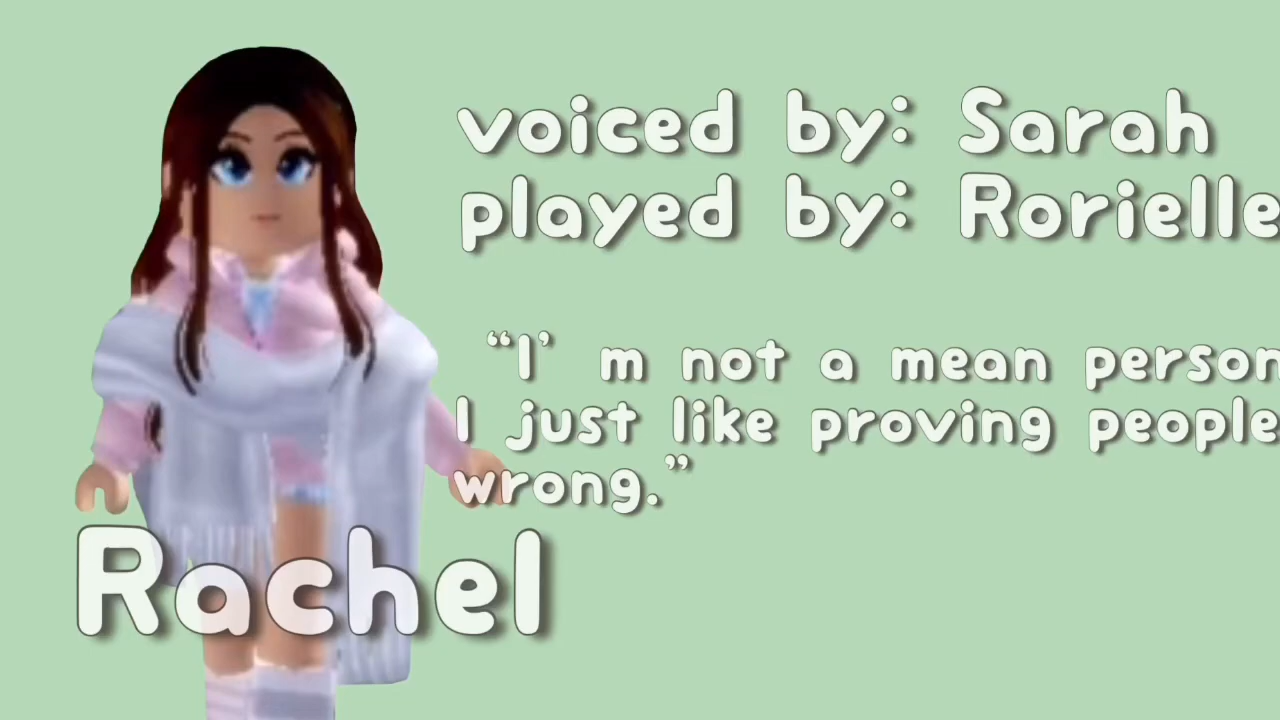 voiced by: Sarah
played by: Rorielle
“I’ m not a mean person
I just like proving people
wrong.”
Rachel